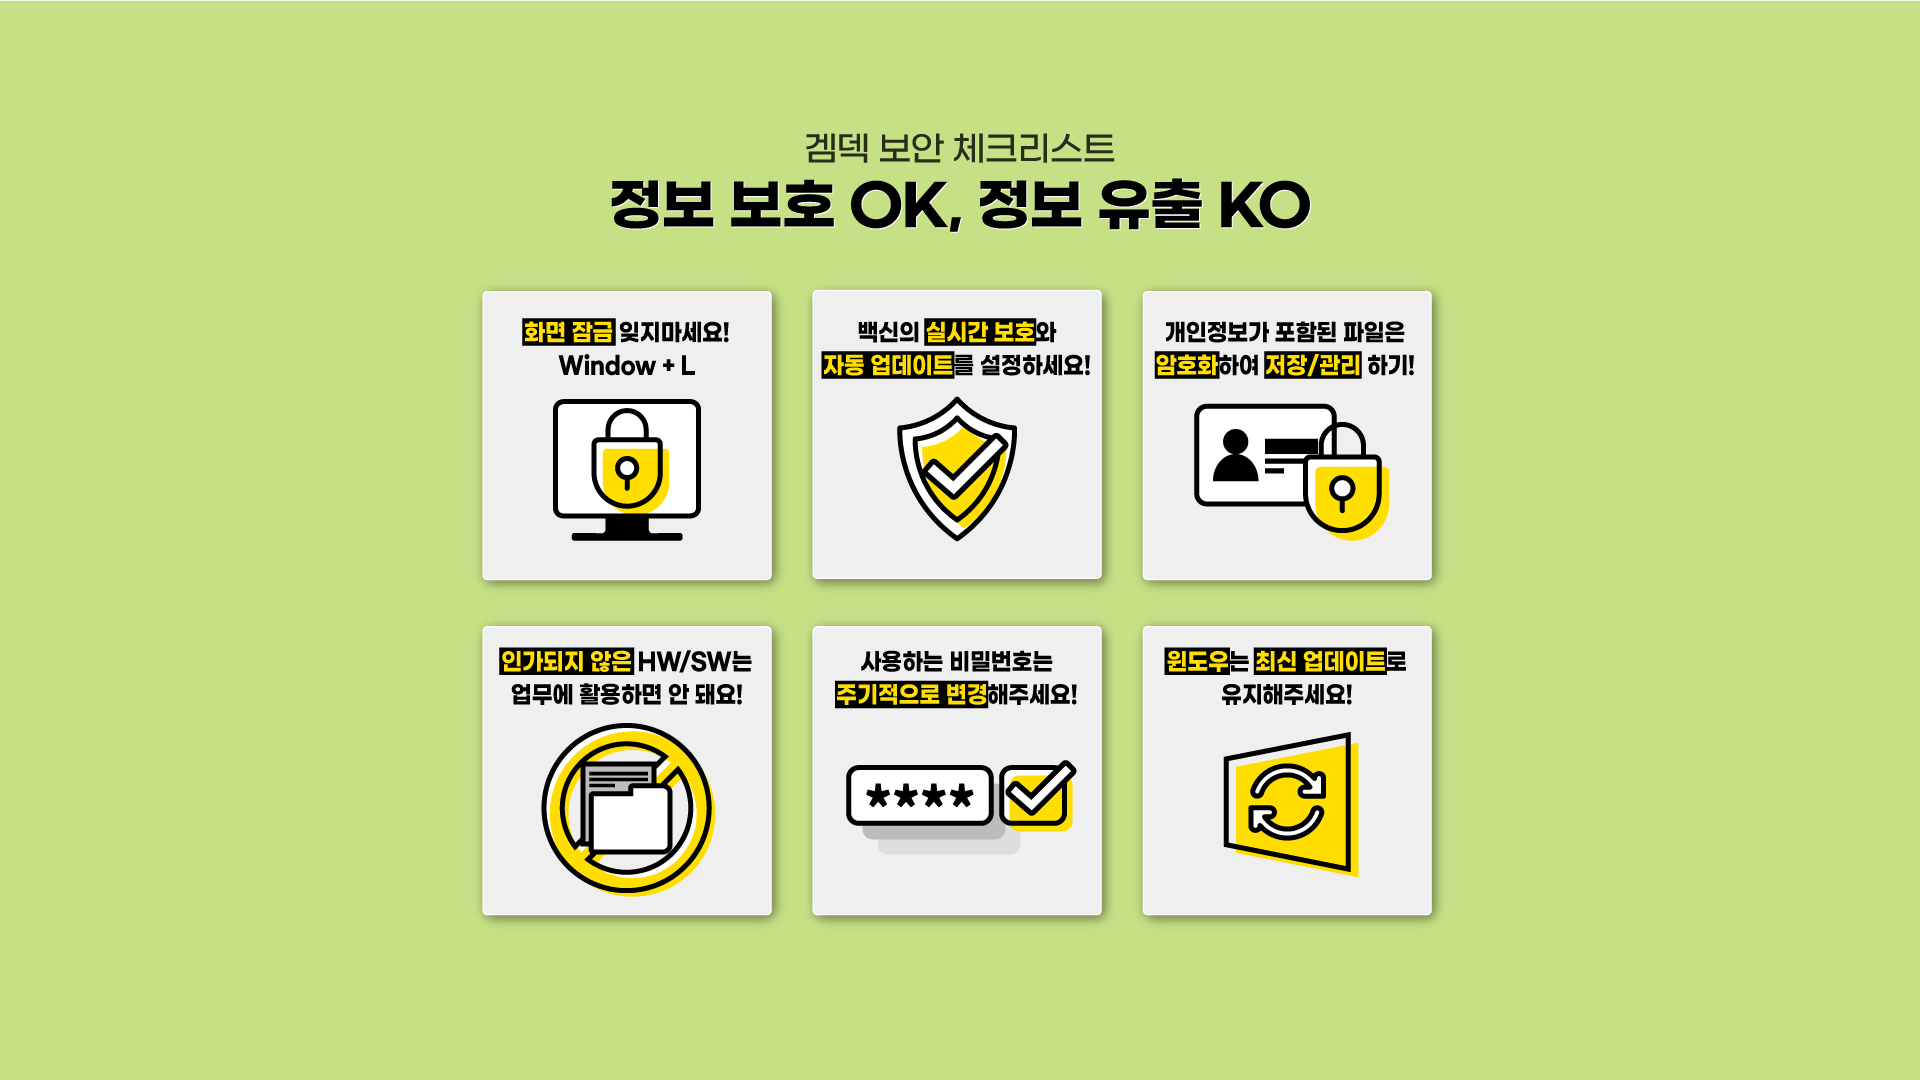 겜덱 보안 체크리스트
정보 보호 OK, 정보 유출 KO
화면 잠금 잊지마세요!
Window + L
백신의 실시간 보호와
자동 업데이트를 설정하세요!
개인정보가 포함된 파일은
암호화하여 저장/관리 하기!
인가되지 않은 HW/SW는
업무에 활용하면 안 돼요!
사용하는 비밀번호는
주기적으로 변경해주세요!
****
윈도우는 최신 업데이트로
유지해주세요!